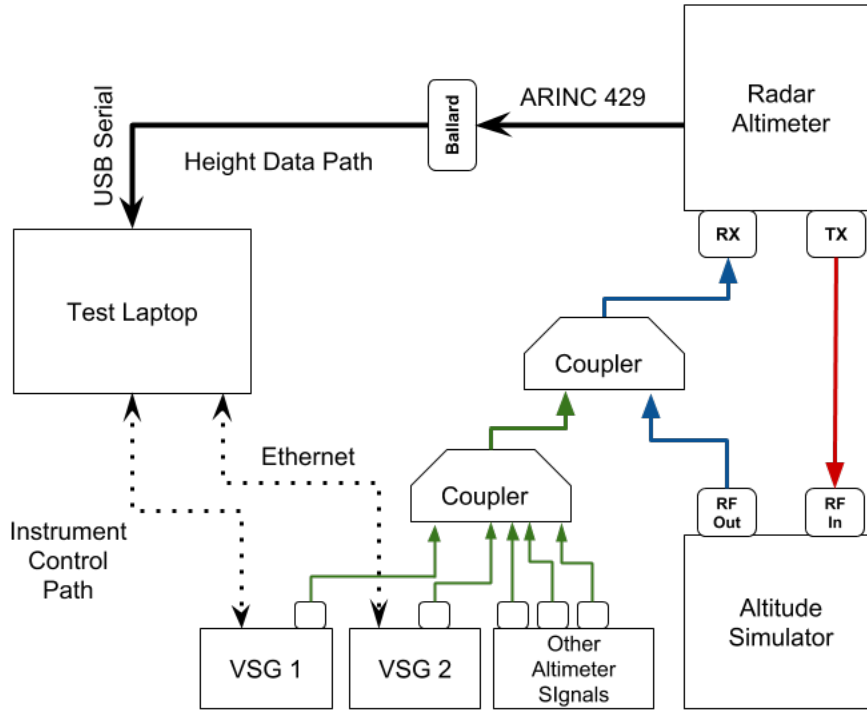 Radar
Altimeter
ARINC 429
Ballard
USB Serial
Height Data Path
RX
TX
Test Laptop
Coupler
Ethernet
Coupler
RF
Out
RF
In
Instrument
Control
Path
VSG 1
VSG 2
Other
Altimeter
SIgnals
Altitude
Simulator